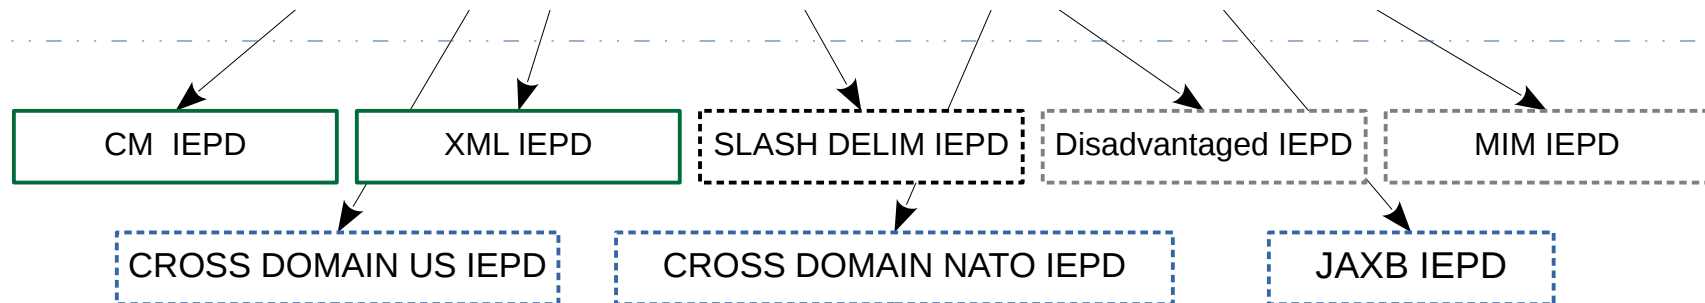 CM  IEPD
XML IEPD
SLASH DELIM IEPD
Disadvantaged IEPD
MIM IEPD
CROSS DOMAIN US IEPD
CROSS DOMAIN NATO IEPD
JAXB IEPD